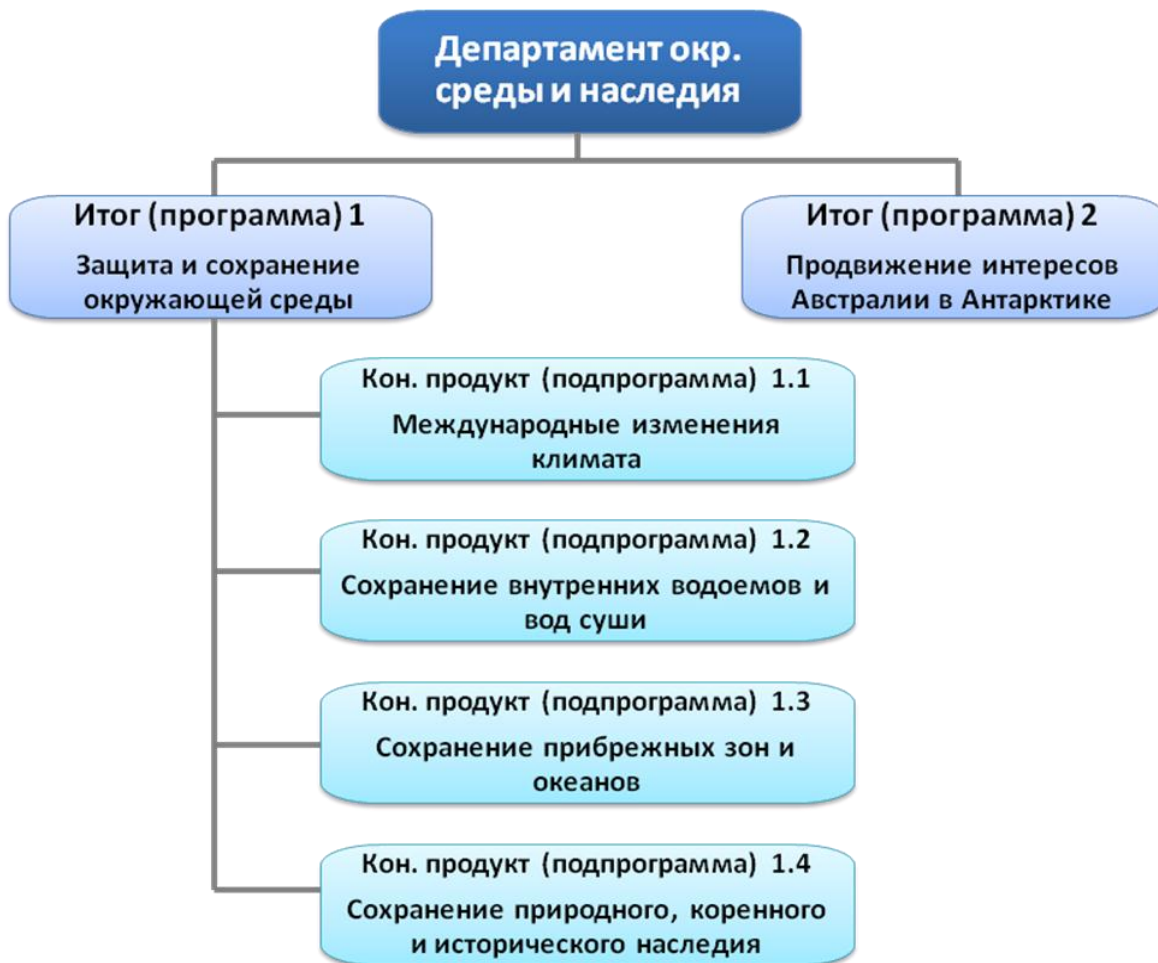 Департамент окр.
среды и наследия
Итог (программа) 1
Защита и сохранение
окружающей среды
Итог (программа) 2
Продвижение интересов
Австралии в Антарктике
Кон. продукт (подпрограмма) 1.1
Международные изменения
климата
Кон. продукт (подпрограмма) 1.2
Сохранение внутренних водоемов и
вод суши
Кон. продукт (подпрограмма) 1.3
Сохранение прибрежных зон и
океанов
Кон. продукт (подпрограмма) 1.4
Сохранение природного, коренного
и исторического наследия